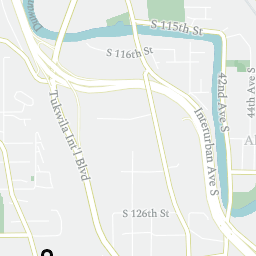 S 115th St
S 116th St
42nd Ave S
44th Ave S
Interurban Ave S
Tukwila Int'l Blvd
S 126th St